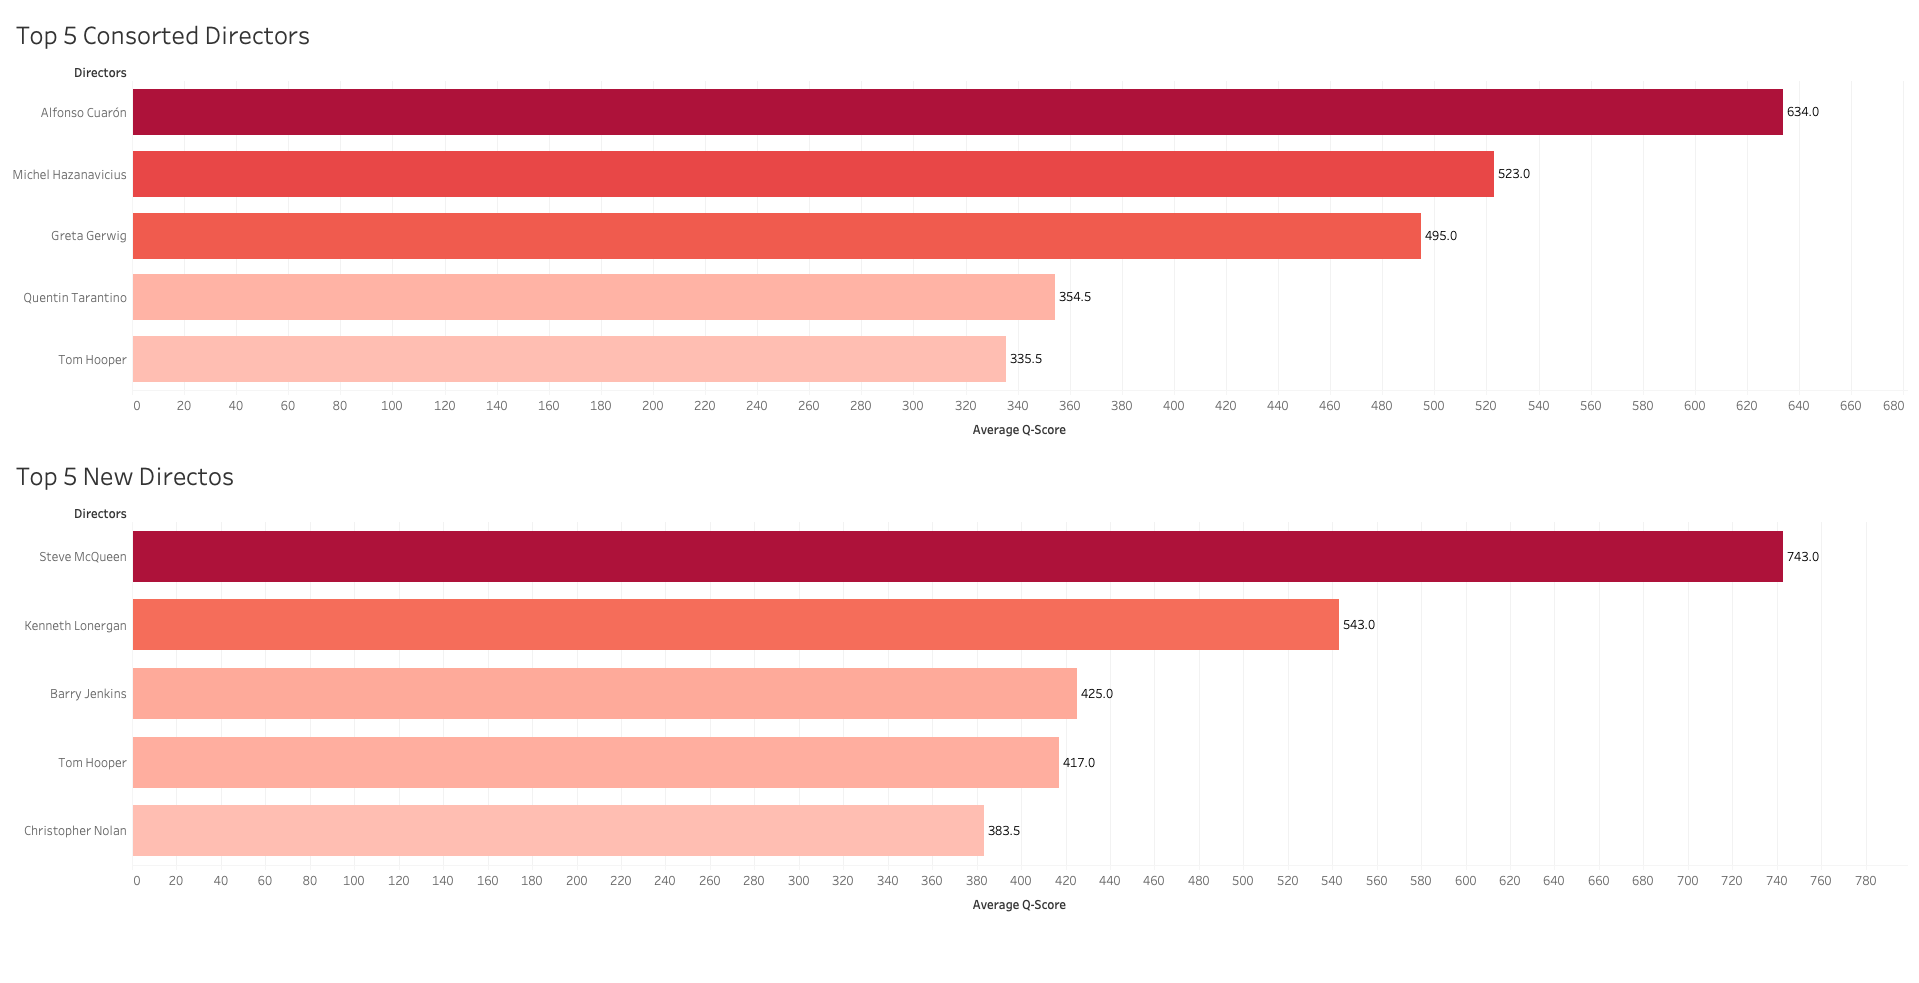 Top 5 Consorted Directors
Directors
Alfonso Cuarón 634.0
Michel Hazanavicius 523.0
Greta Gerwig 495.0
Quentin Tarantino 354.5
Tom Hooper 335.5
0 20 40 60 80 100 120 140 160 180 200 220 240 260 280 300 320 340 360 380 400 420 440 460 480 500 520 540 560 580 600 620 640 660 680
Average Q-Score
Top 5 New Directos
Directors
Steve McQueen 743.0
Kenneth Lonergan 543.0
Barry Jenkins 425.0
Tom Hooper 417.0
Christopher Nolan 383.5
0 20 40 60 80 100 120 140 160 180 200 220 240 260 280 300 320 340 360 380 400 420 440 460 480 500 520 540 560 580 600 620 640 660 680 700 720 740 760 780
Average Q-Score